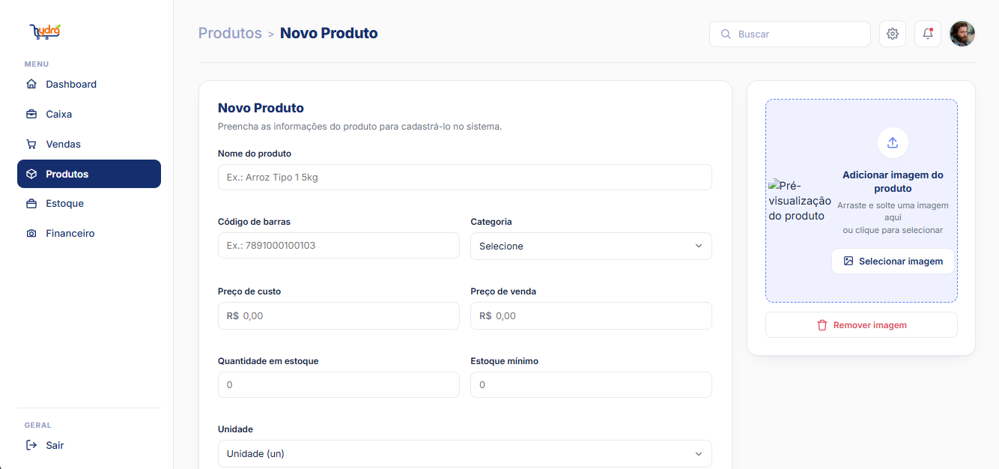 hydro
MENU
Dashboard
Caixa
Vendas
Produtos
Estoque
Financeiro
GERAL
Sair
Produtos > Novo Produto
Buscar
Novo Produto
Preencha as informações do produto para cadastrá-lo no sistema.
Nome do produto
Ex.: Arroz Tipo 1 5kg
Código de barras
Categoria
Ex.: 7891000100103
Selecione
Preço de custo
Preço de venda
R$ 0,00
R$ 0,00
Quantidade em estoque
Estoque mínimo
0
0
Unidade
Unidade (un)
Pré-
visualização
do produto
Adicionar imagem do
produto
Arraste e solte uma imagem
aqui
ou clique para selecionar
Selecionar imagem
Remover imagem